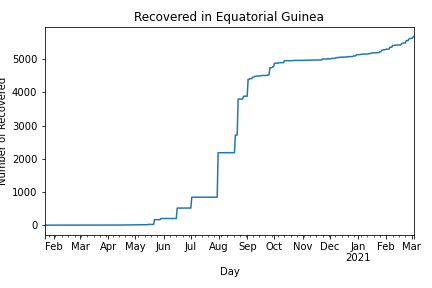 Recovered in Equatorial Guinea
Number of Recovered
5000
4000
3000
2000
1000
0
Feb Mar Apr May Jun Jul Aug Sep Oct Nov Dec Jan Feb Mar
2021
Day